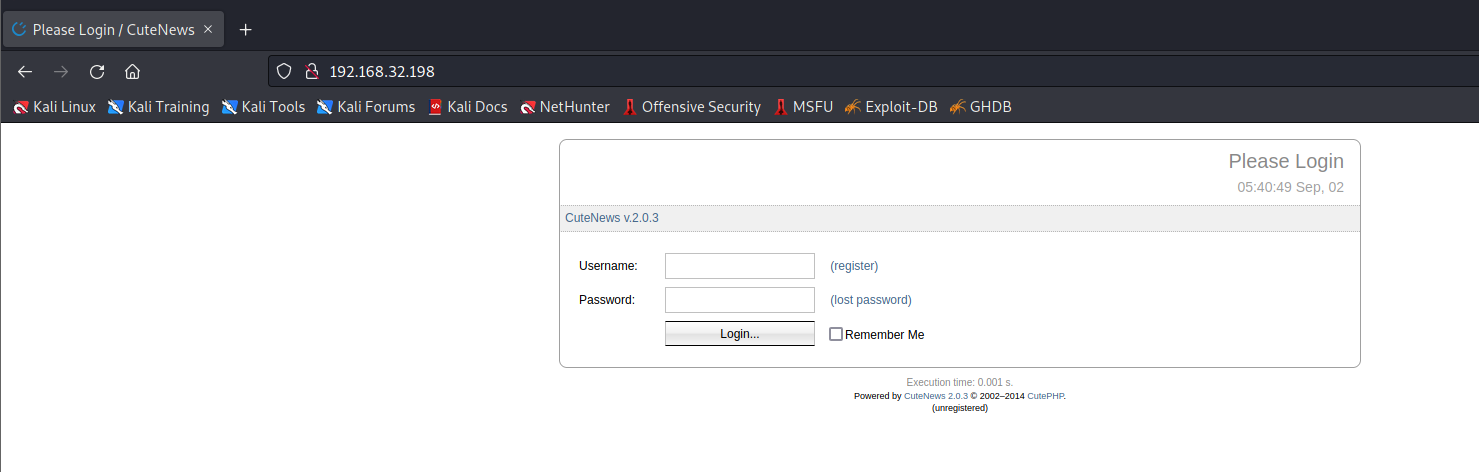 Please Login / CuteNews
192.168.32.198
Kali Linux Kali Training Kali Tools Kali Forums Kali Docs NetHunter Offensive Security MSFU Exploit-DB GHDB
Please Login
05:40:49 Sep, 02
CuteNews v.2.0.3
Username: (register)
Password: (lost password)
Login... Remember Me
Execution time: 0.001 s.
Powered by CuteNews 2.0.3 © 2002–2014 CutePHP.
(unregistered)